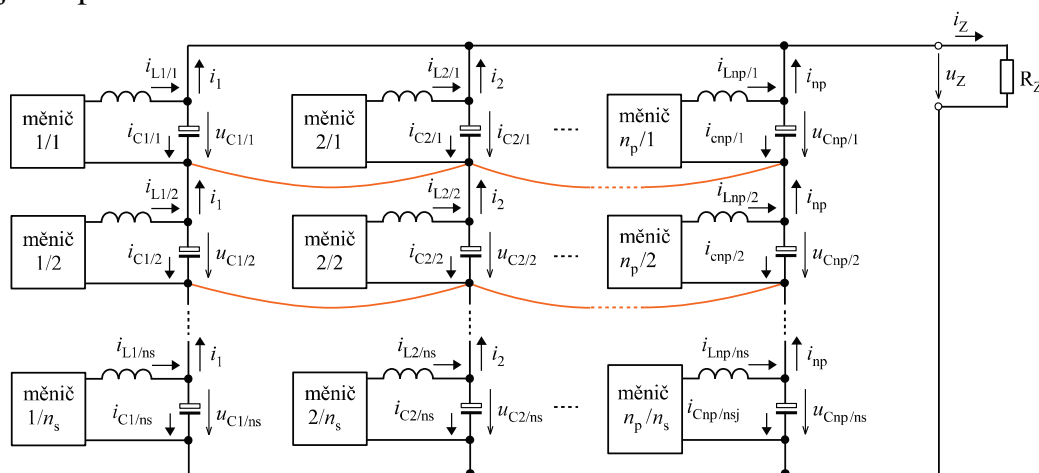 i_Z
i_L1/1
i_1
i_L2/1
i_2
i_Lnp/1
i_np
u_Z
R_Z
měnič
1/1
i_C1/1
u_C1/1
měnič
2/1
i_C2/1
i_C2/1
měnič
n_p/1
i_cnp/1
u_Cnp/1
i_L1/2
i_1
i_L2/2
i_2
i_Lnp/2
i_np
měnič
1/2
i_C1/2
u_C1/2
měnič
2/2
i_C2/2
u_C2/2
měnič
n_p/2
i_cnp/2
u_Cnp/2
i_L1/ns
i_1
i_L2/ns
i_2
i_Lnp/ns
i_np
měnič
1/n_s
i_C1/ns
u_C1/ns
měnič
2/n_s
i_C2/ns
u_C2/ns
měnič
n_p/n_s
i_Cnp/nsj
u_Cnp/ns